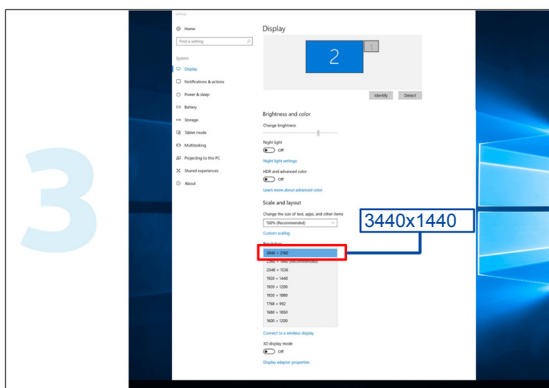 3
Home
Find a setting
System
Display
Notifications & actions
Power & sleep
Battery
Storage
Tablet mode
Multitasking
Projecting to this PC
Shared experiences
About
Display
2
1
Identify
Detect
Brightness and color
Change brightness
Night light
Off
Night light settings
HDR and advanced color
Off
Learn more about advanced color
Scale and layout
Change the size of text, apps, and other items
100% (Recommended)
Custom scaling
Resolution
2048 × 1536
1920 × 1440
1920 × 1200
1920 × 1080
1768 × 992
1680 × 1050
1600 × 1200
Connect to a wireless display
3D display mode
Off
Display adapter properties
3440x1440